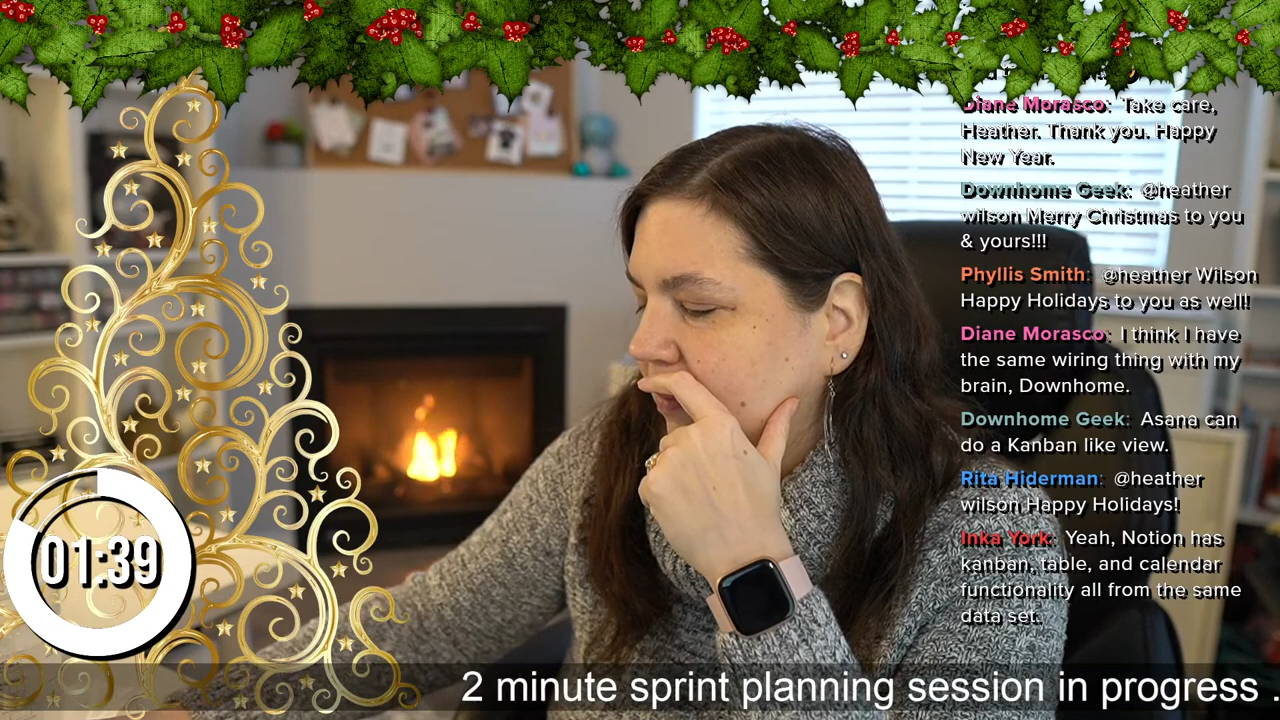 Diane Morasco: Take care,
Heather. Thank you. Happy
New Year.
Downhome Geek: @heather
wilson Merry Christmas to you
& yours!!!
Phyllis Smith: @heather Wilson
Happy Holidays to you as well!
Diane Morasco: I think I have
the same wiring thing with my
brain, Downhome.
Downhome Geek: Asana can
do a Kanban like view.
Rita Hiderman: @heather
wilson Happy Holidays!
Inka York: Yeah, Notion has
kanban, table, and calendar
functionality all from the same
data set.
01:39
2 minute sprint planning session in progress .